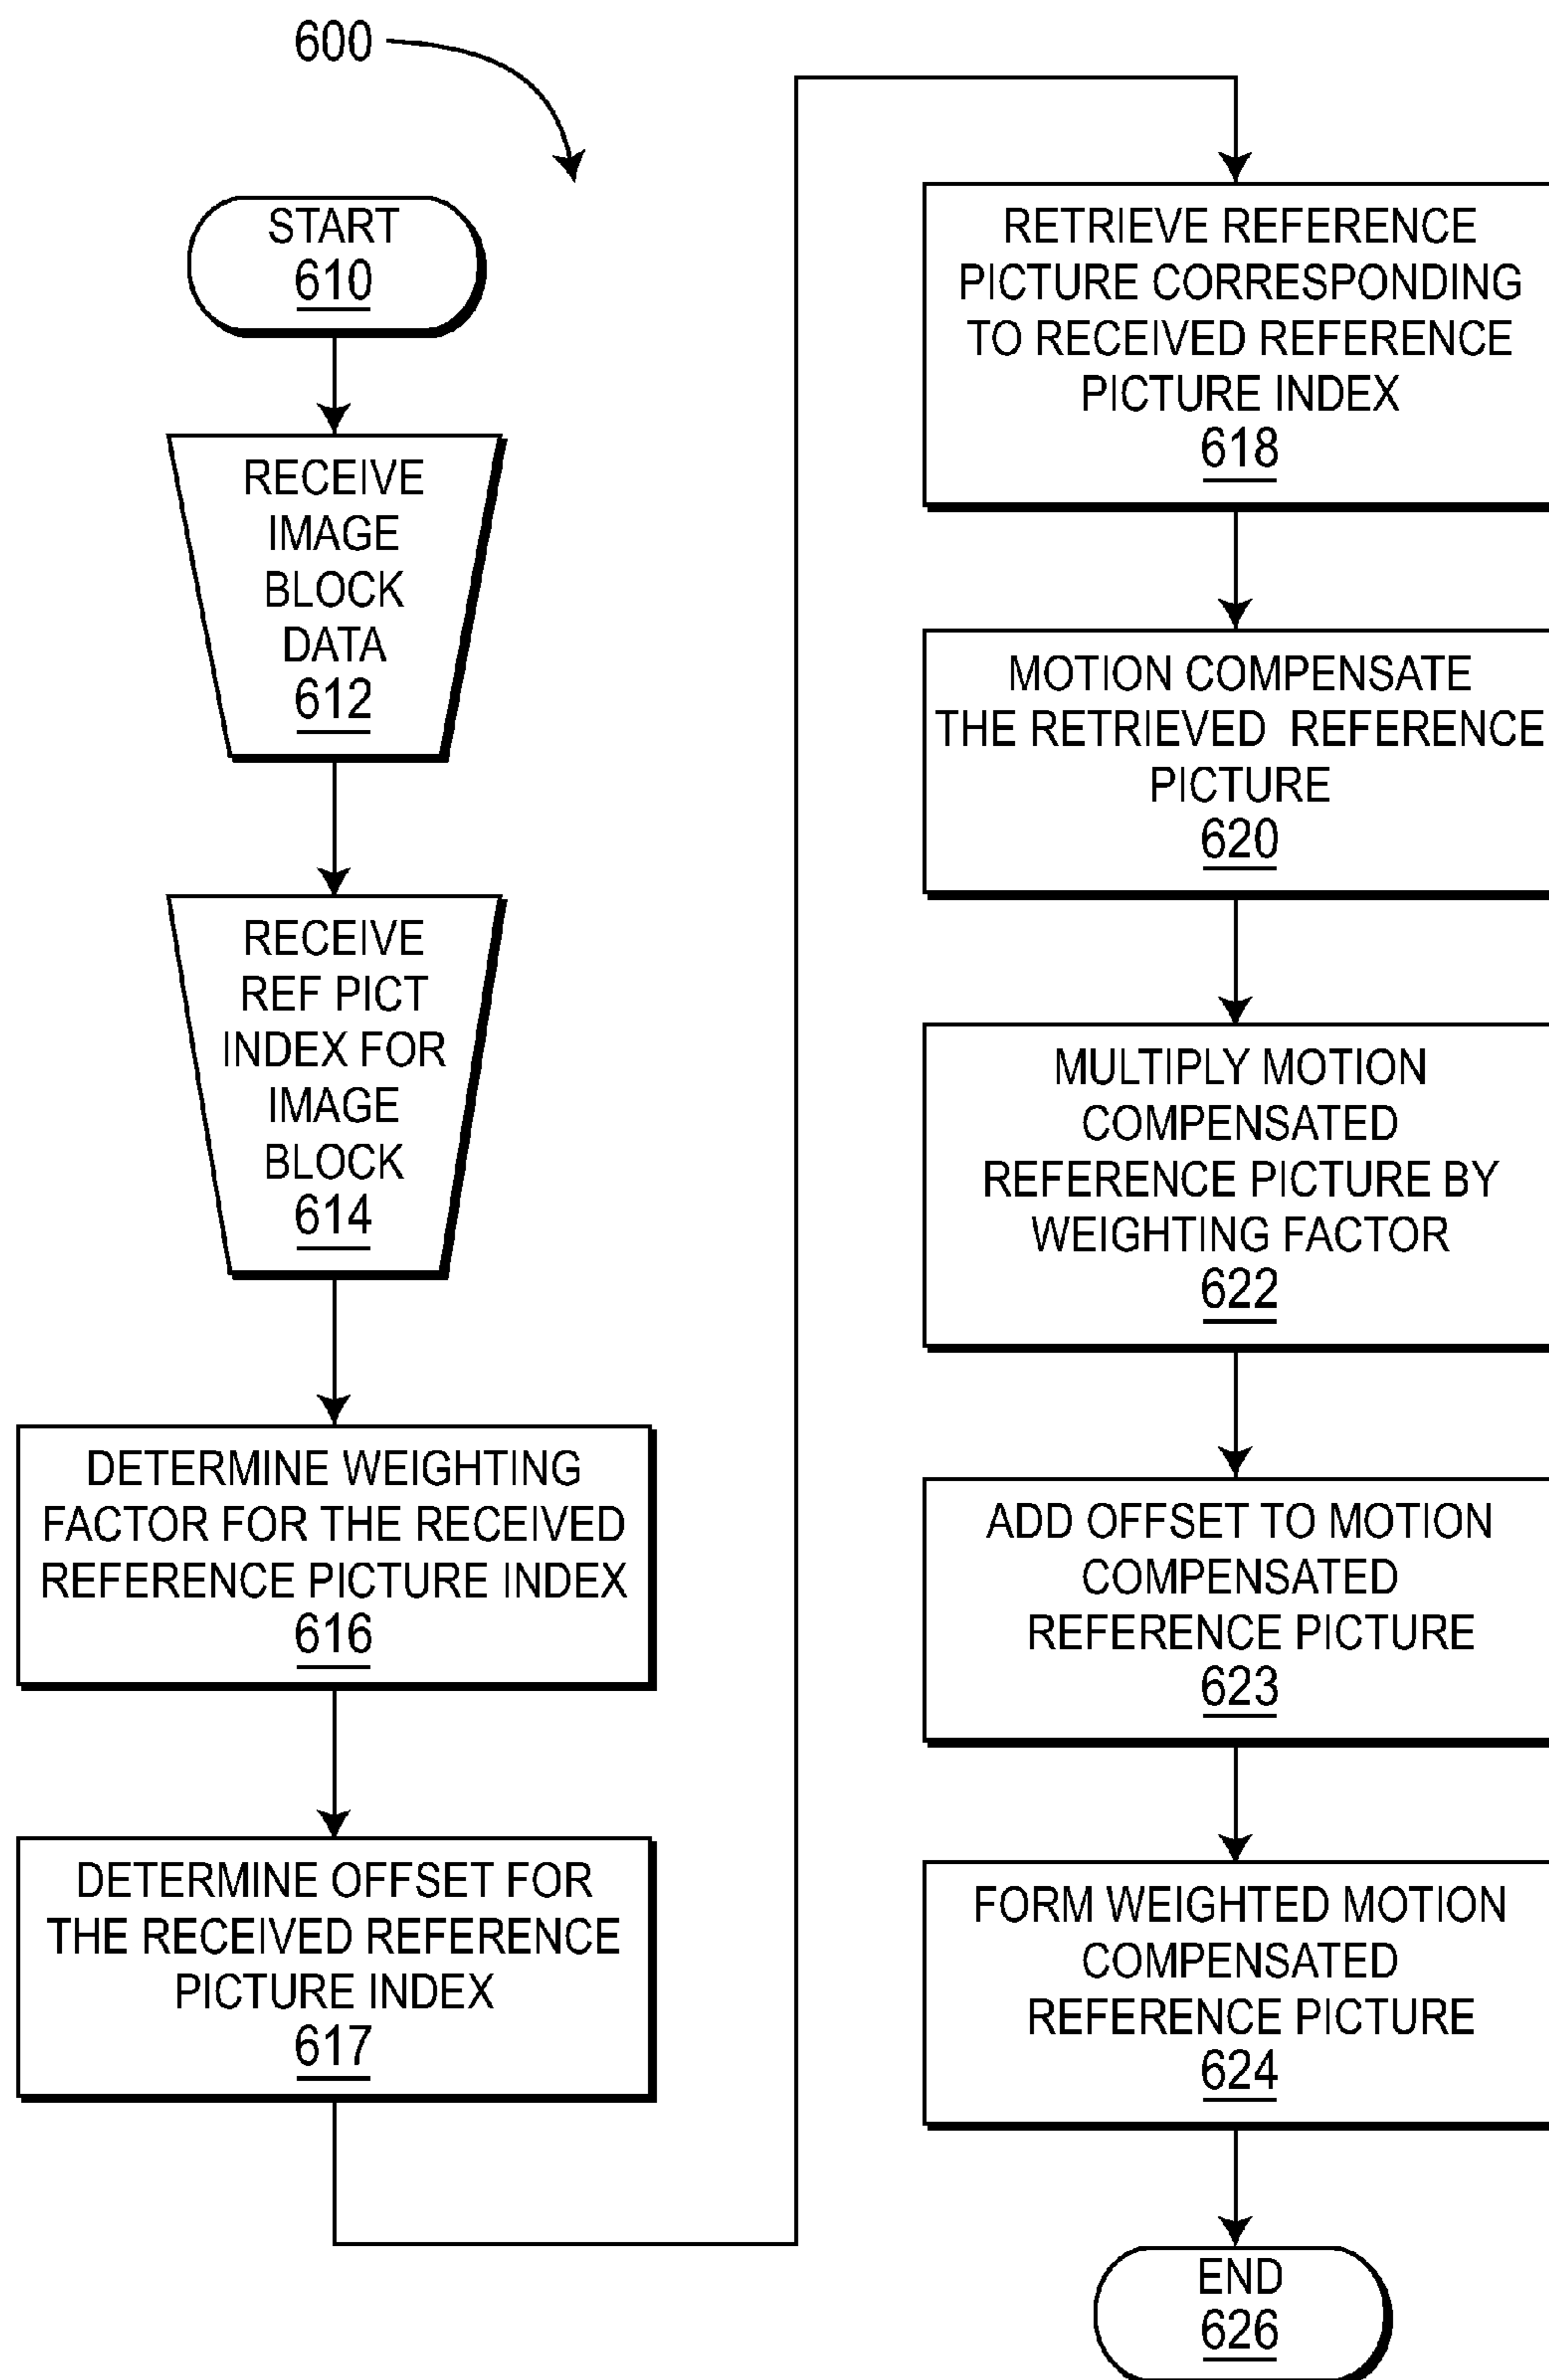 600
START
610
RECEIVE
IMAGE
BLOCK
DATA
612
RECEIVE
REF PICT
INDEX FOR
IMAGE
BLOCK
614
DETERMINE WEIGHTING
FACTOR FOR THE RECEIVED
REFERENCE PICTURE INDEX
616
DETERMINE OFFSET FOR
THE RECEIVED REFERENCE
PICTURE INDEX
617
RETRIEVE REFERENCE
PICTURE CORRESPONDING
TO RECEIVED REFERENCE
PICTURE INDEX
618
MOTION COMPENSATE
THE RETRIEVED REFERENCE
PICTURE
620
MULTIPLY MOTION
COMPENSATED
REFERENCE PICTURE BY
WEIGHTING FACTOR
622
ADD OFFSET TO MOTION
COMPENSATED
REFERENCE PICTURE
623
FORM WEIGHTED MOTION
COMPENSATED
REFERENCE PICTURE
624
END
626